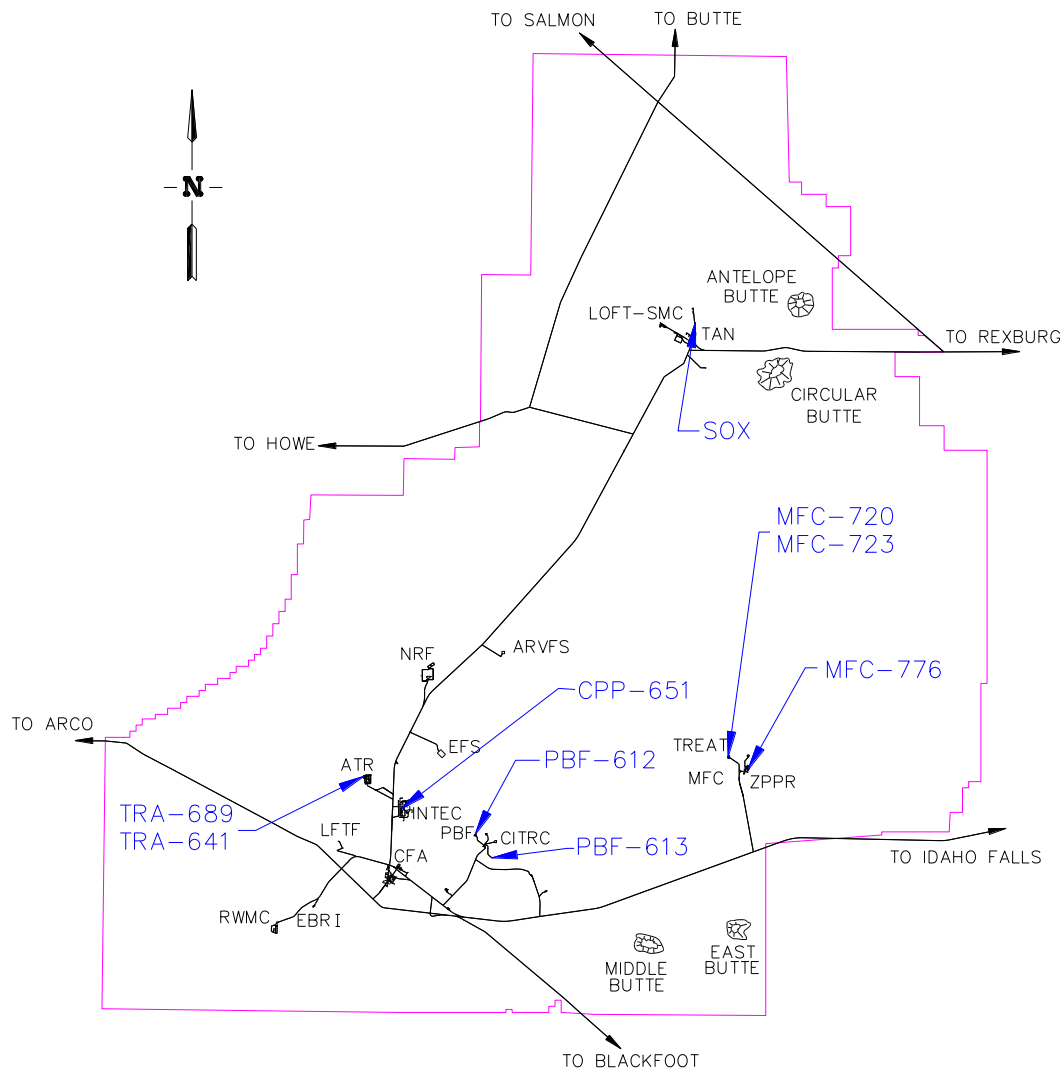 TO SALMON
TO BUTTE
N
ANTELOPE
BUTTE
LOFT-SMC
TAN
TO REXBURG
CIRCULAR
BUTTE
SOX
TO HOWE
MFC-720
MFC-723
ARVFS
NRF
MFC-776
CPP-651
TO ARCO
EFS
TREAT
PBF-612
ATR
MFC
ZPPR
TRA-689
TRA-641
INTEC
LFTF
PBF
CITRC
PBF-613
CFA
TO IDAHO FALLS
RWMC
EBRI
EAST
BUTTE
MIDDLE
BUTTE
TO BLACKFOOT